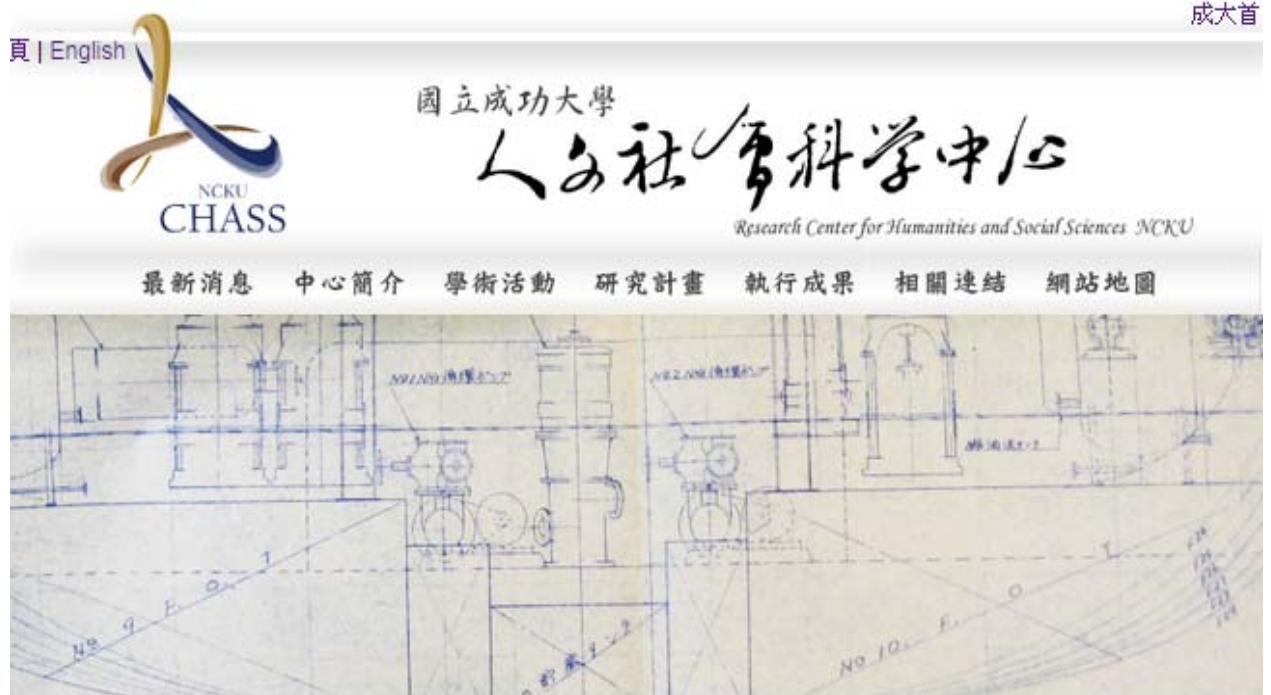 成大首
頁 | English
國立成功大學
人文社會科学中心
NCKU
CHASS
Research Center for Humanities and Social Sciences NCKU
最新消息 中心簡介 學術活動 研究計畫 執行成果 相關連結 網站地圖
No 9 F. O. T
No 10. F. O T